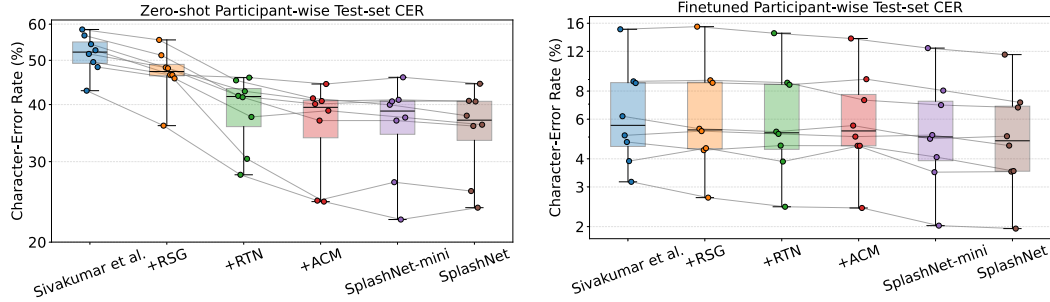 Zero-shot Participant-wise Test-set CER
Character-Error Rate (%)
60
50
40
30
20
Sivakumar et al.
+RSG
+RTN
+ACM
SplashNet-mini
SplashNet
Finetuned Participant-wise Test-set CER
Character-Error Rate (%)
16
12
8
6
4
3
2
Sivakumar et al.
+RSG
+RTN
+ACM
SplashNet-mini
SplashNet